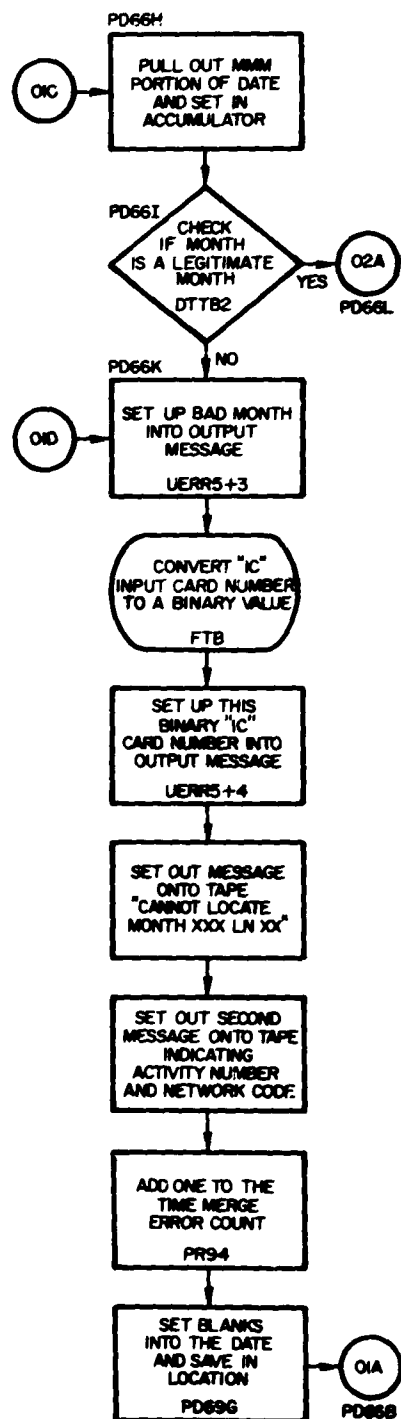 PD66H
01C
PULL OUT MMM
PORTION OF DATE
AND SET IN
ACCUMULATOR
PD66I
CHECK
IF MONTH
IS A LEGITIMATE
MONTH
DTTB2
YES
02A
PD66L
NO
PD66K
01D
SET UP BAD MONTH
INTO OUTPUT
MESSAGE
UERR5+3
CONVERT "IC"
INPUT CARD NUMBER
TO A BINARY VALUE
FTB
SET UP THIS
BINARY "IC"
CARD NUMBER INTO
OUTPUT MESSAGE
UERR5+4
SET OUT MESSAGE
ONTO TAPE
"CANNOT LOCATE
MONTH XXX LN XX"
SET OUT SECOND
MESSAGE ONTO TAPE
INDICATING
ACTIVITY NUMBER
AND NETWORK CODE.
ADD ONE TO THE
TIME MERGE
ERROR COUNT
PR94
SET BLANKS
INTO THE DATE
AND SAVE IN
LOCATION
PD69G
01A
PD66B